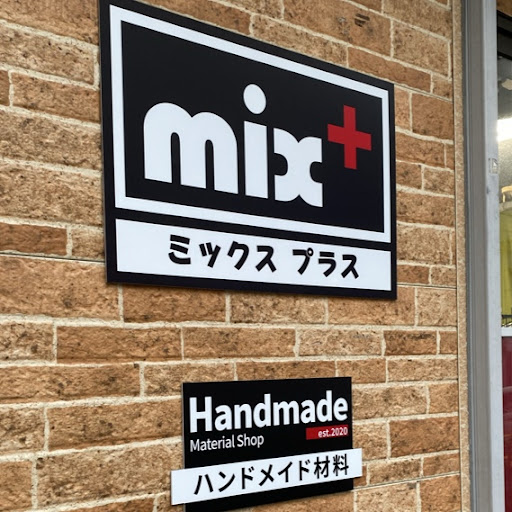 mix+
ミックス プラス
Handmade
Material Shop
est.2020
ハンドメイド材料